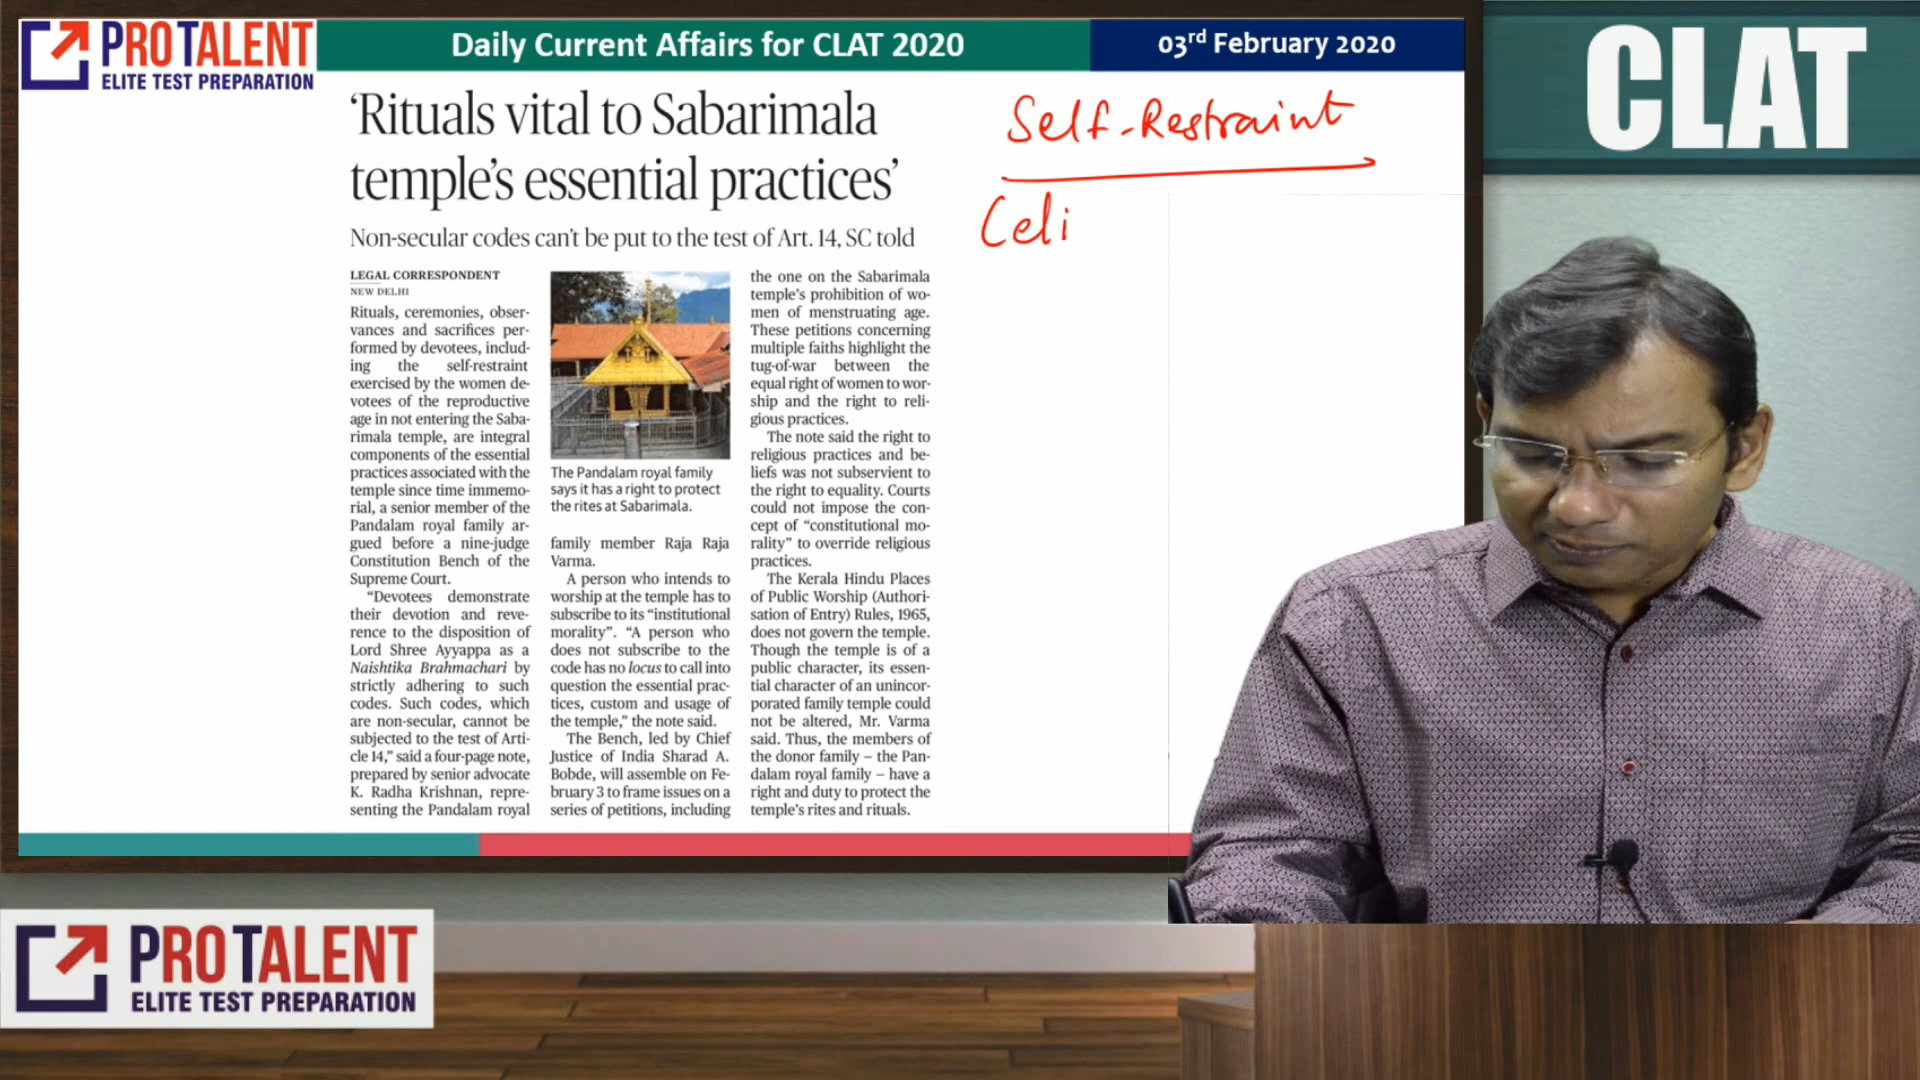 PROTALENT
ELITE TEST PREPARATION
Daily Current Affairs for CLAT 2020
03rd February 2020
CLAT
‘Rituals vital to Sabarimala
temple’s essential practices’
Non-secular codes can’t be put to the test of Art. 14, SC told
Self-Restraint
Celi
LEGAL CORRESPONDENT
NEW DELHI
Rituals, ceremonies, obser-
vances and sacrifices per-
formed by devotees, includ-
ing the self-restraint
exercised by the women de-
votees of the reproductive
age in not entering the Saba-
rimala temple, are integral
components of the essential
practices associated with the
temple since time immemo-
rial, a senior member of the
Pandalam royal family ar-
gued before a nine-judge
Constitution Bench of the
Supreme Court.
“Devotees demonstrate
their devotion and reve-
rence to the disposition of
Lord Shree Ayyappa as a
Naishtika Brahmachari by
strictly adhering to such
codes. Such codes, which
are non-secular, cannot be
subjected to the test of Arti-
cle 14,” said a four-page note,
prepared by senior advocate
K. Radha Krishnan, repre-
senting the Pandalam royal
The Pandalam royal family
says it has a right to protect
the rites at Sabarimala.
family member Raja Raja
Varma.
A person who intends to
worship at the temple has to
subscribe to its “institutional
morality”. “A person who
does not subscribe to the
code has no locus to call into
question the essential prac-
tices, custom and usage of
the temple,” the note said.
The Bench, led by Chief
Justice of India Sharad A.
Bobde, will assemble on Fe-
bruary 3 to frame issues on a
series of petitions, including
the one on the Sabarimala
temple’s prohibition of wo-
men of menstruating age.
These petitions concerning
multiple faiths highlight the
tug-of-war between the
equal right of women to wor-
ship and the right to reli-
gious practices.
The note said the right to
religious practices and be-
liefs was not subservient to
the right to equality. Courts
could not impose the con-
cept of “constitutional mo-
rality” to override religious
practices.
The Kerala Hindu Places
of Public Worship (Authori-
sation of Entry) Rules, 1965,
does not govern the temple.
Though the temple is of a
public character, its essen-
tial character of an unincor-
porated family temple could
not be altered, Mr. Varma
said. Thus, the members of
the donor family – the Pan-
dalam royal family – have a
right and duty to protect the
temple’s rites and rituals.
PROTALENT
ELITE TEST PREPARATION